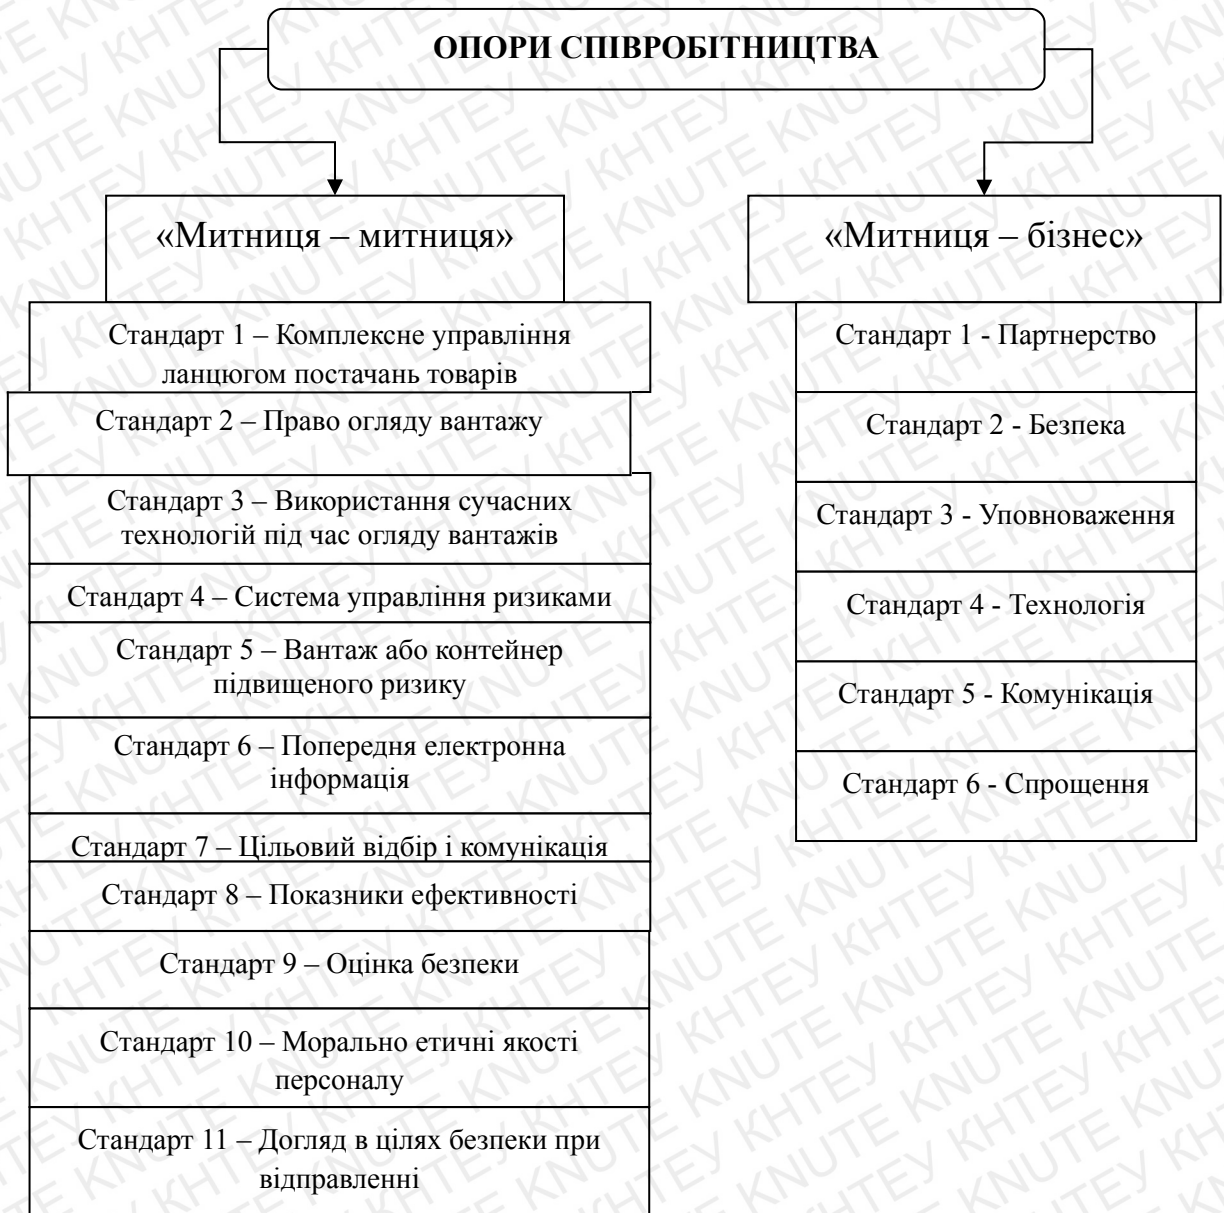 ОПОРИ СПІВРОБІТНИЦТВА
«Митниця – митниця»
Стандарт 1 – Комплексне управління
ланцюгом постачань товарів
Стандарт 2 – Право огляду вантажу
Стандарт 3 – Використання сучасних
технологій під час огляду вантажів
Стандарт 4 – Система управління ризиками
Стандарт 5 – Вантаж або контейнер
підвищеного ризику
Стандарт 6 – Попередня електронна
інформація
Стандарт 7 – Цільовий відбір і комунікація
Стандарт 8 – Показники ефективності
Стандарт 9 – Оцінка безпеки
Стандарт 10 – Морально етичні якості
персоналу
Стандарт 11 – Догляд в цілях безпеки при
відправленні
«Митниця – бізнес»
Стандарт 1 - Партнерство
Стандарт 2 - Безпека
Стандарт 3 - Уповноваження
Стандарт 4 - Технологія
Стандарт 5 - Комунікація
Стандарт 6 - Спрощення